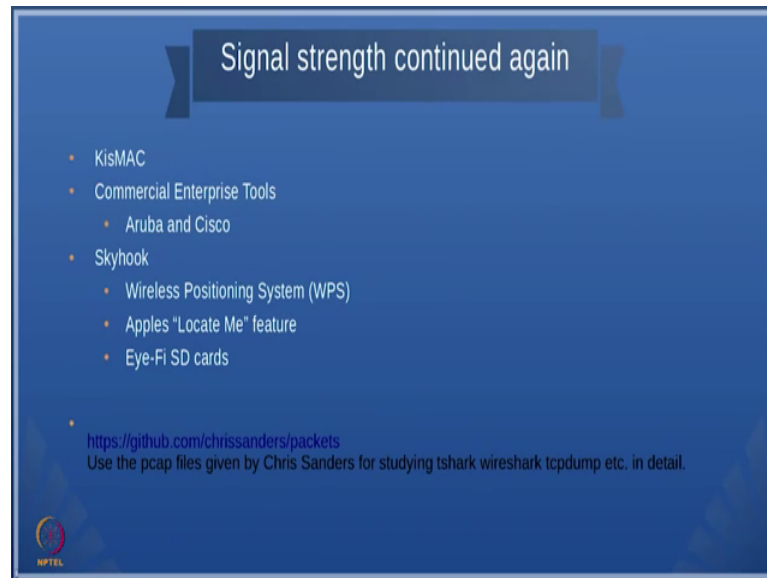 Signal strength continued again
• KisMAC
• Commercial Enterprise Tools
• Aruba and Cisco
• Skyhook
• Wireless Positioning System (WPS)
• Apples “Locate Me” feature
• Eye-Fi SD cards
•
https://github.com/chrissanders/packets
Use the pcap files given by Chris Sanders for studying tshark wireshark tcpdump etc. in detail.
NPTEL